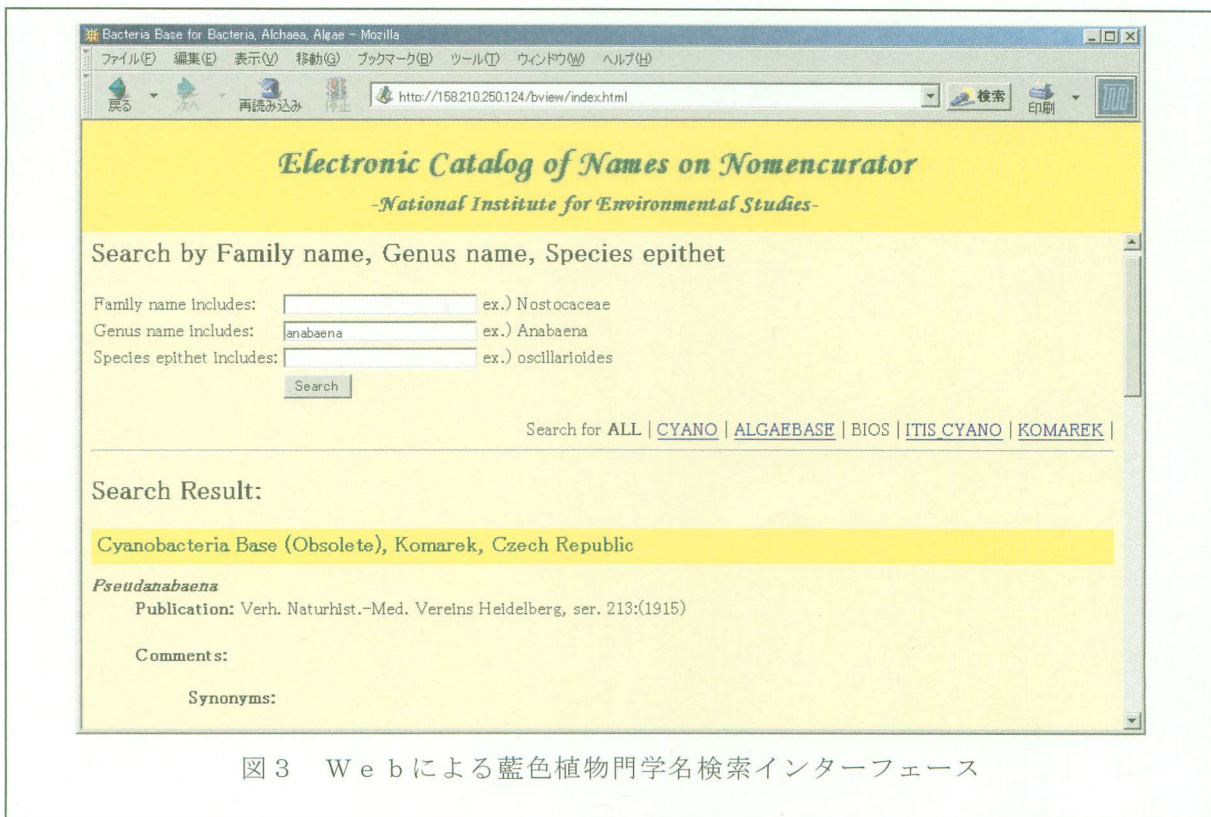 Bacteria Base for Bacteria, Alchaea, Algae - Mozilla
ファイル(F) 編集(E) 表示(V) 移動(G) ブックマーク(B) ツール(T) ウィンドウ(W) ヘルプ(H)
戻る 次へ 再読み込み 停止 http://158.210.250.124/bview/index.html 検索 印刷
Electronic Catalog of Names on Nomencurator
-National Institute for Environmental Studies-
Search by Family name, Genus name, Species epithet
Family name includes: ex.) Nostocaceae
Genus name includes: anabaena ex.) Anabaena
Species epithet includes: ex.) oscillarioides
Search
Search for ALL | CYANO | ALGAEBASE | BIOS | ITIS_CYANO | KOMAREK |
Search Result:
Cyanobacteria Base (Obsolete), Komarek, Czech Republic
Pseudanabaena
Publication: Verh. Naturhist.-Med. Vereins Heidelberg, ser. 213:(1915)
Comments:
Synonyms:
図3 Webによる藍色植物門学名検索インターフェース